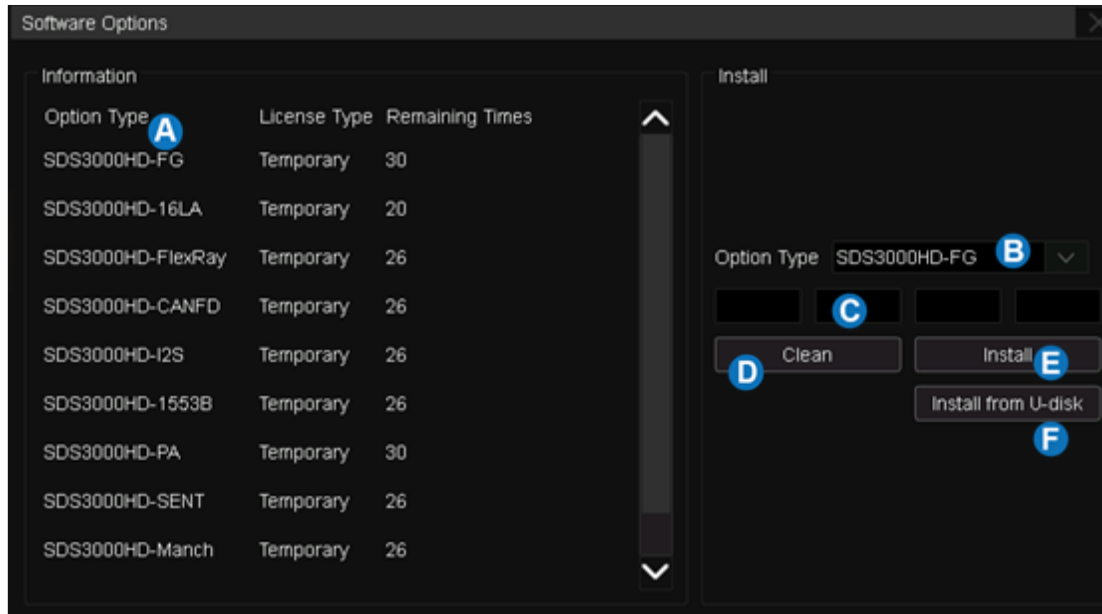 Software Options
Information
Option Type A License Type Remaining Times
SDS3000HD-FG Temporary 30
SDS3000HD-16LA Temporary 20
SDS3000HD-FlexRay Temporary 26
SDS3000HD-CANFD Temporary 26
SDS3000HD-I2S Temporary 26
SDS3000HD-1553B Temporary 26
SDS3000HD-PA Temporary 30
SDS3000HD-SENT Temporary 26
SDS3000HD-Manch Temporary 26
Install
Option Type SDS3000HD-FG B
C
Clean D Install E
Install from U-disk
F